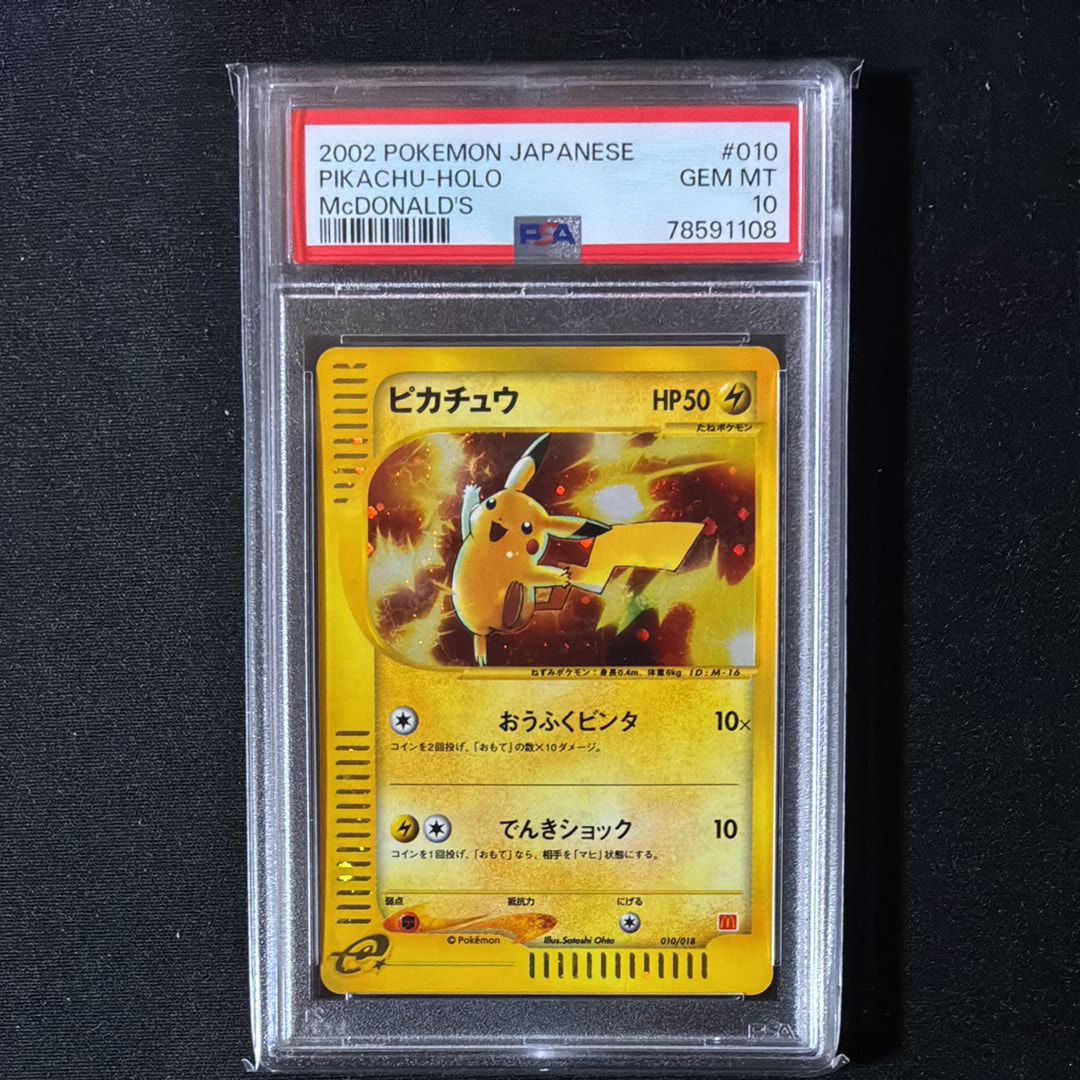 2002 POKEMON JAPANESE #010
PIKACHU-HOLO GEM MT
McDONALD'S 10
PSA 78591108
ピカチュウ HP50
たねポケモン
ねずみポケモン：身長0.4m、体重6kg ID：M-16
おうふくビンタ 10×
コインを2回投げ、「おもて」の数×10ダメージ。
でんきショック 10
コインを1回投げ、「おもて」なら、相手を「マヒ」状態にする。
弱点 抵抗力 にげる
©Pokémon Illus.Satoshi Ohta 010/018
PSA